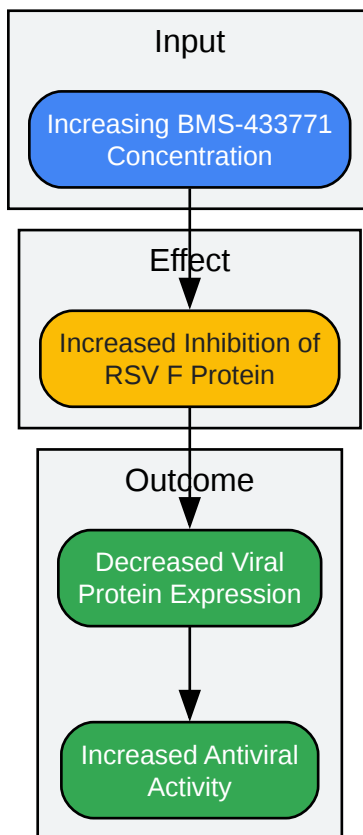 Input
Increasing BMS-433771
Concentration
Effect
Increased Inhibition of
RSV F Protein
Outcome
Decreased Viral
Protein Expression
Increased Antiviral
Activity